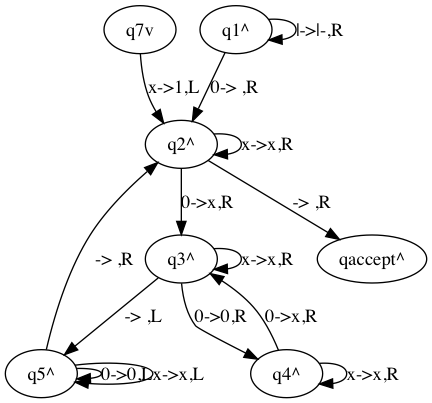 q7v
q1^
|->|-,R
x->1,L
0-> ,R
q2^
x->x,R
0->x,R
-> ,R
q3^
x->x,R
qaccept^
-> ,R
-> ,L
0->0,R
0->x,R
q5^
0->0,L
x->x,L
q4^
x->x,R